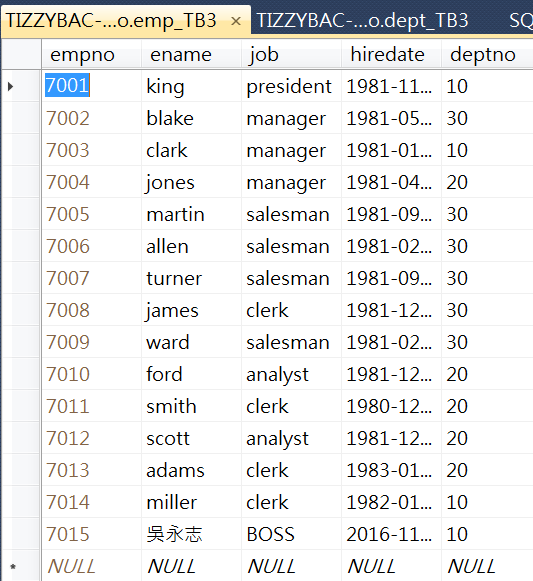 TIZZYBAC-...o.emp_TB3 × TIZZYBAC-...o.dept_TB3 SQ
empno ename job hiredate deptno
7001 king president 1981-11... 10
7002 blake manager 1981-05... 30
7003 clark manager 1981-01... 10
7004 jones manager 1981-04... 20
7005 martin salesman 1981-09... 30
7006 allen salesman 1981-02... 30
7007 turner salesman 1981-09... 30
7008 james clerk 1981-12... 30
7009 ward salesman 1981-02... 30
7010 ford analyst 1981-12... 20
7011 smith clerk 1980-12... 20
7012 scott analyst 1981-12... 20
7013 adams clerk 1983-01... 20
7014 miller clerk 1982-01... 10
7015 吳永志 BOSS 2016-11... 10
* NULL NULL NULL NULL NULL